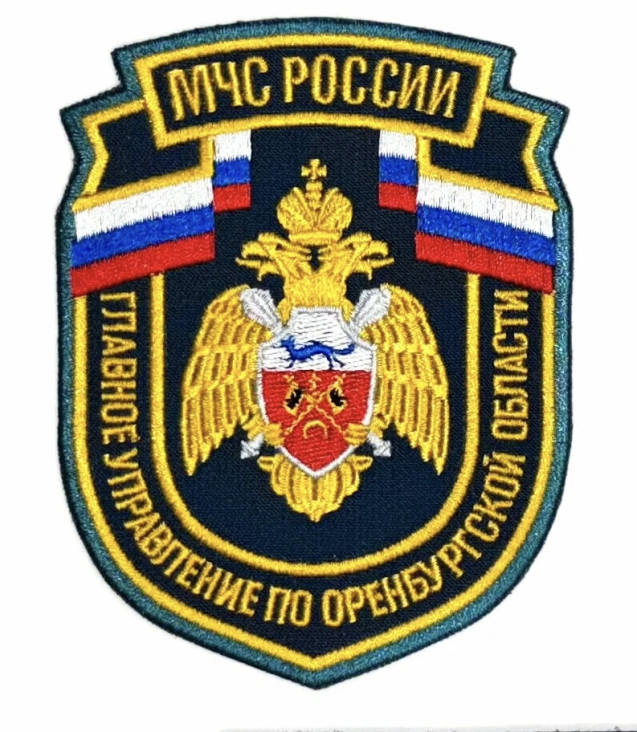 МЧС РОССИИ
ГЛАВНОЕ УПРАВЛЕНИЕ ПО ОРЕНБУРГСКОЙ ОБЛАСТИ